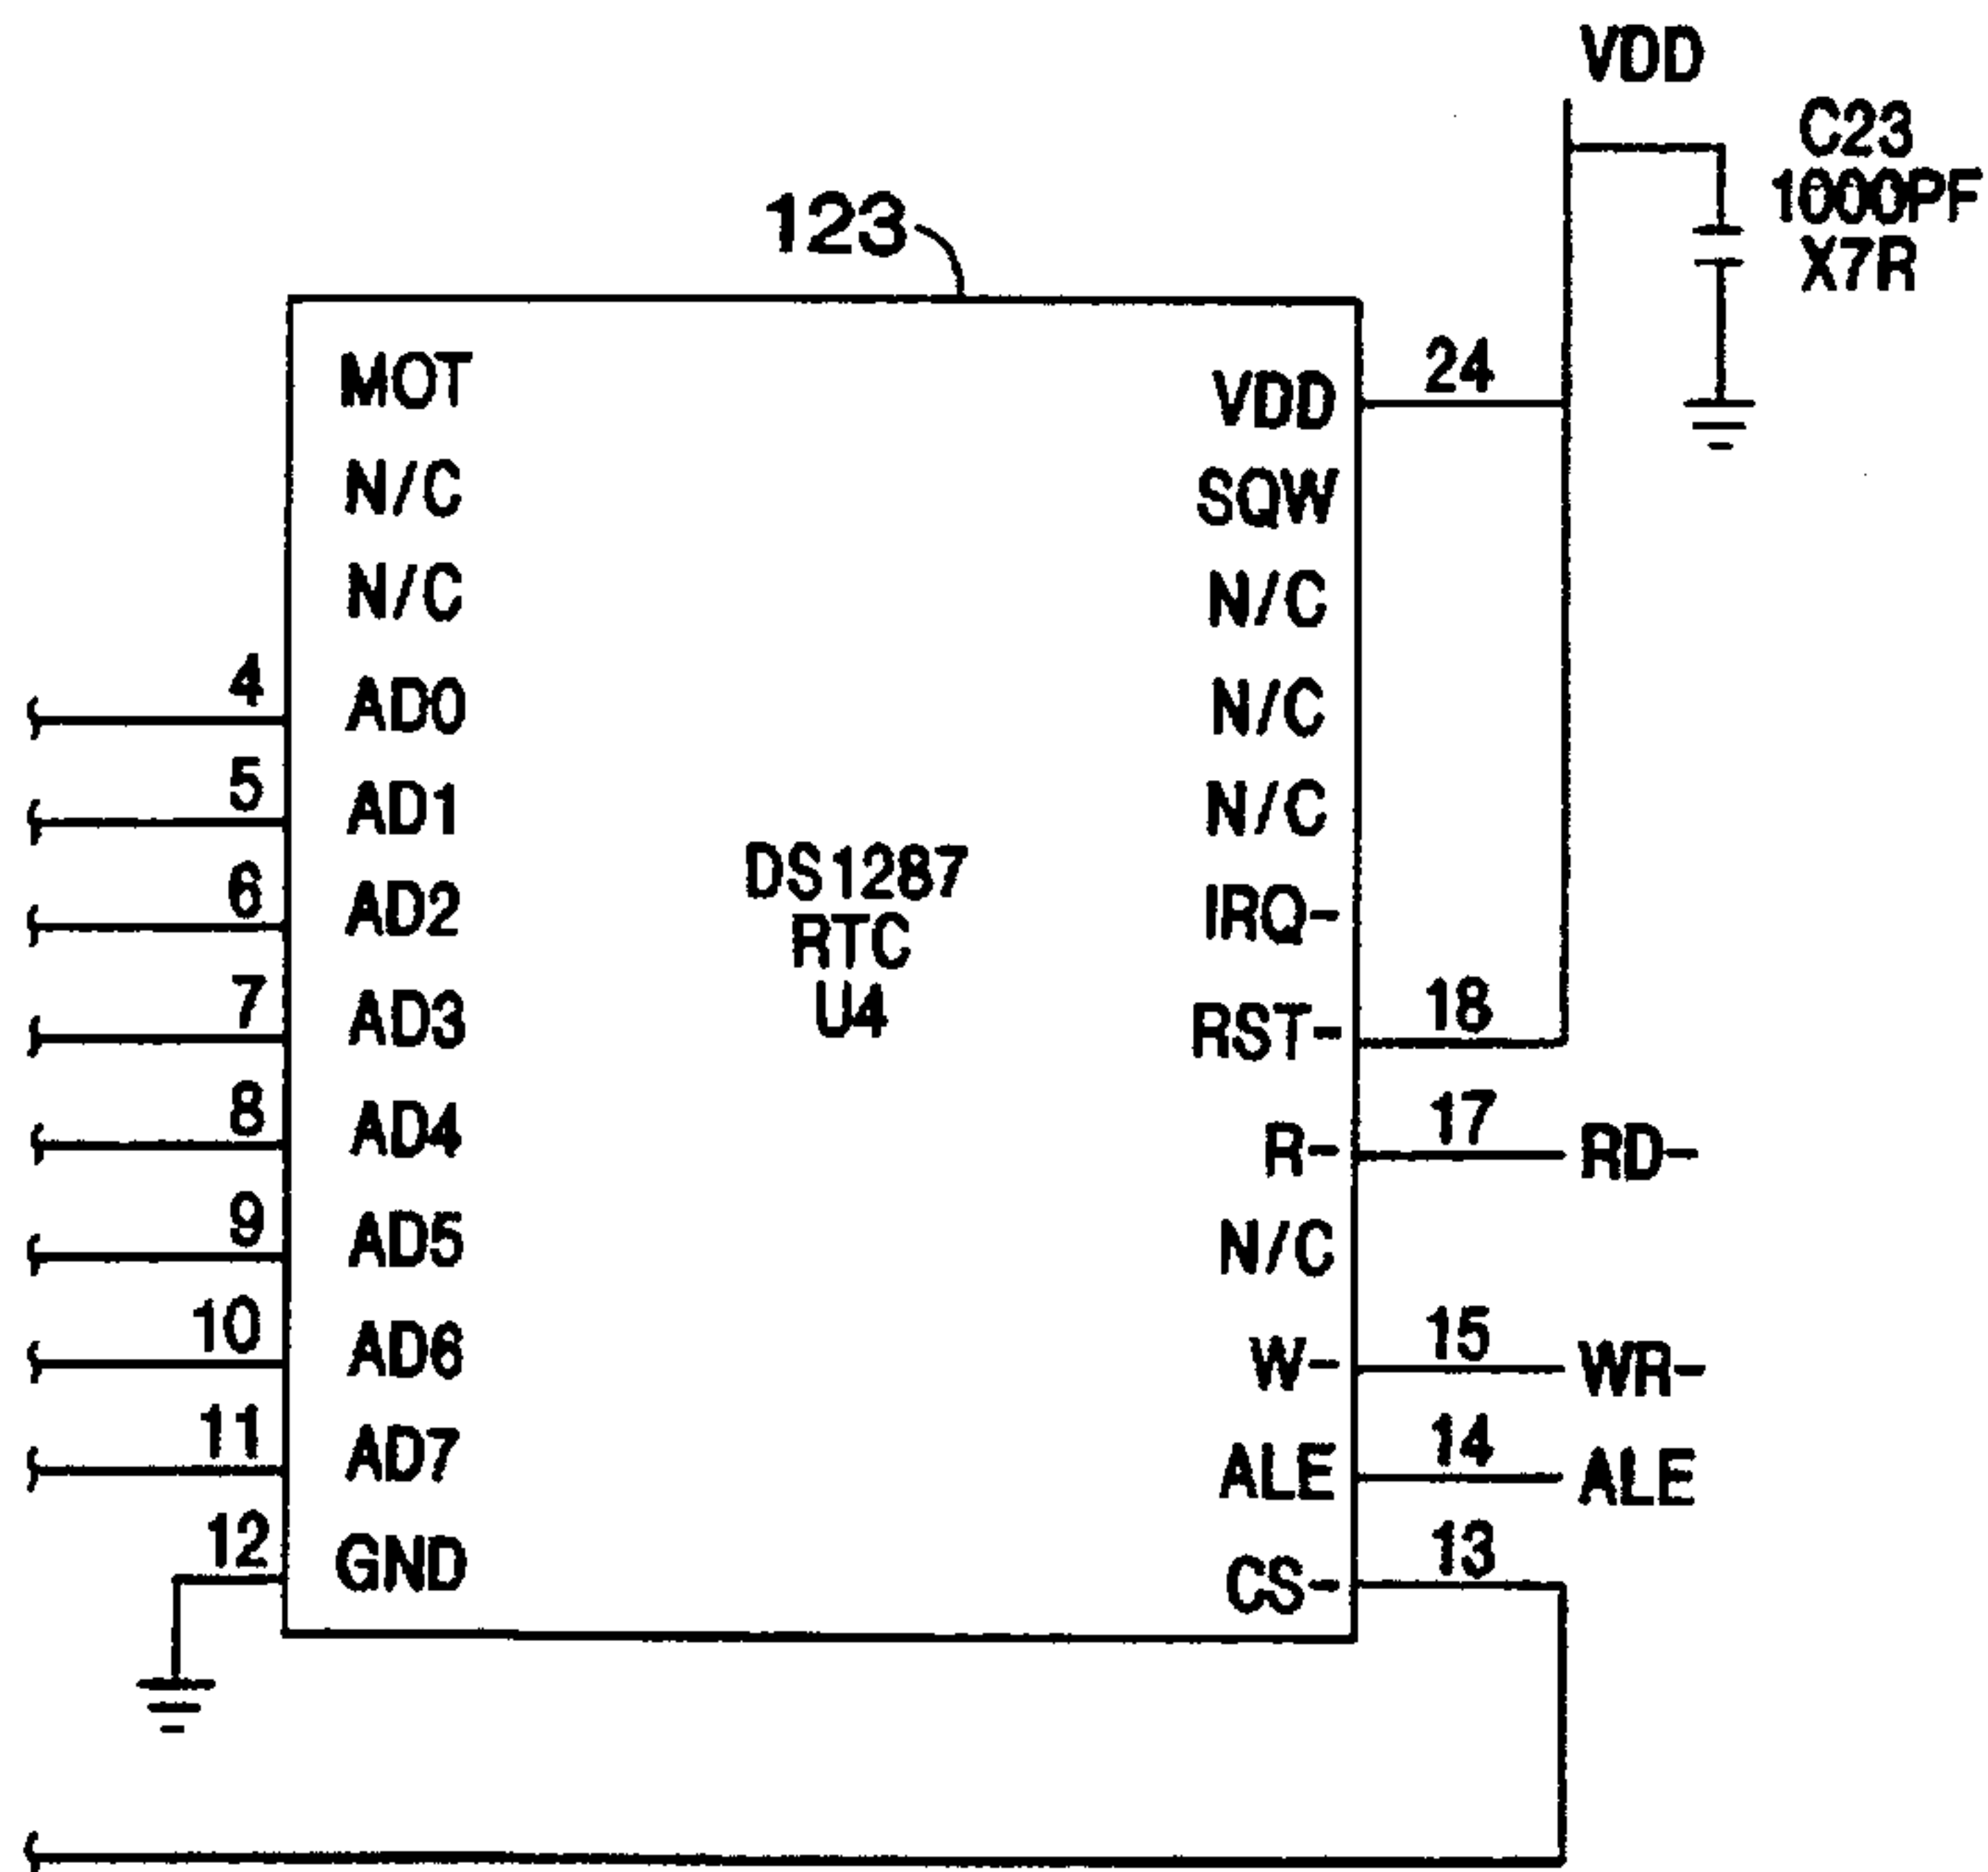 VDD
C23
1000PF
X7R
123
MOT
N/C
N/C
4 AD0
5 AD1
6 AD2
7 AD3
8 AD4
9 AD5
10 AD6
11 AD7
12 GND
DS1287
RTC
U4
VDD 24
SQW
N/C
N/C
N/C
IRQ-
RST- 18
R- 17 RD-
N/C
W- 15 WR-
ALE 14 ALE
CS- 13